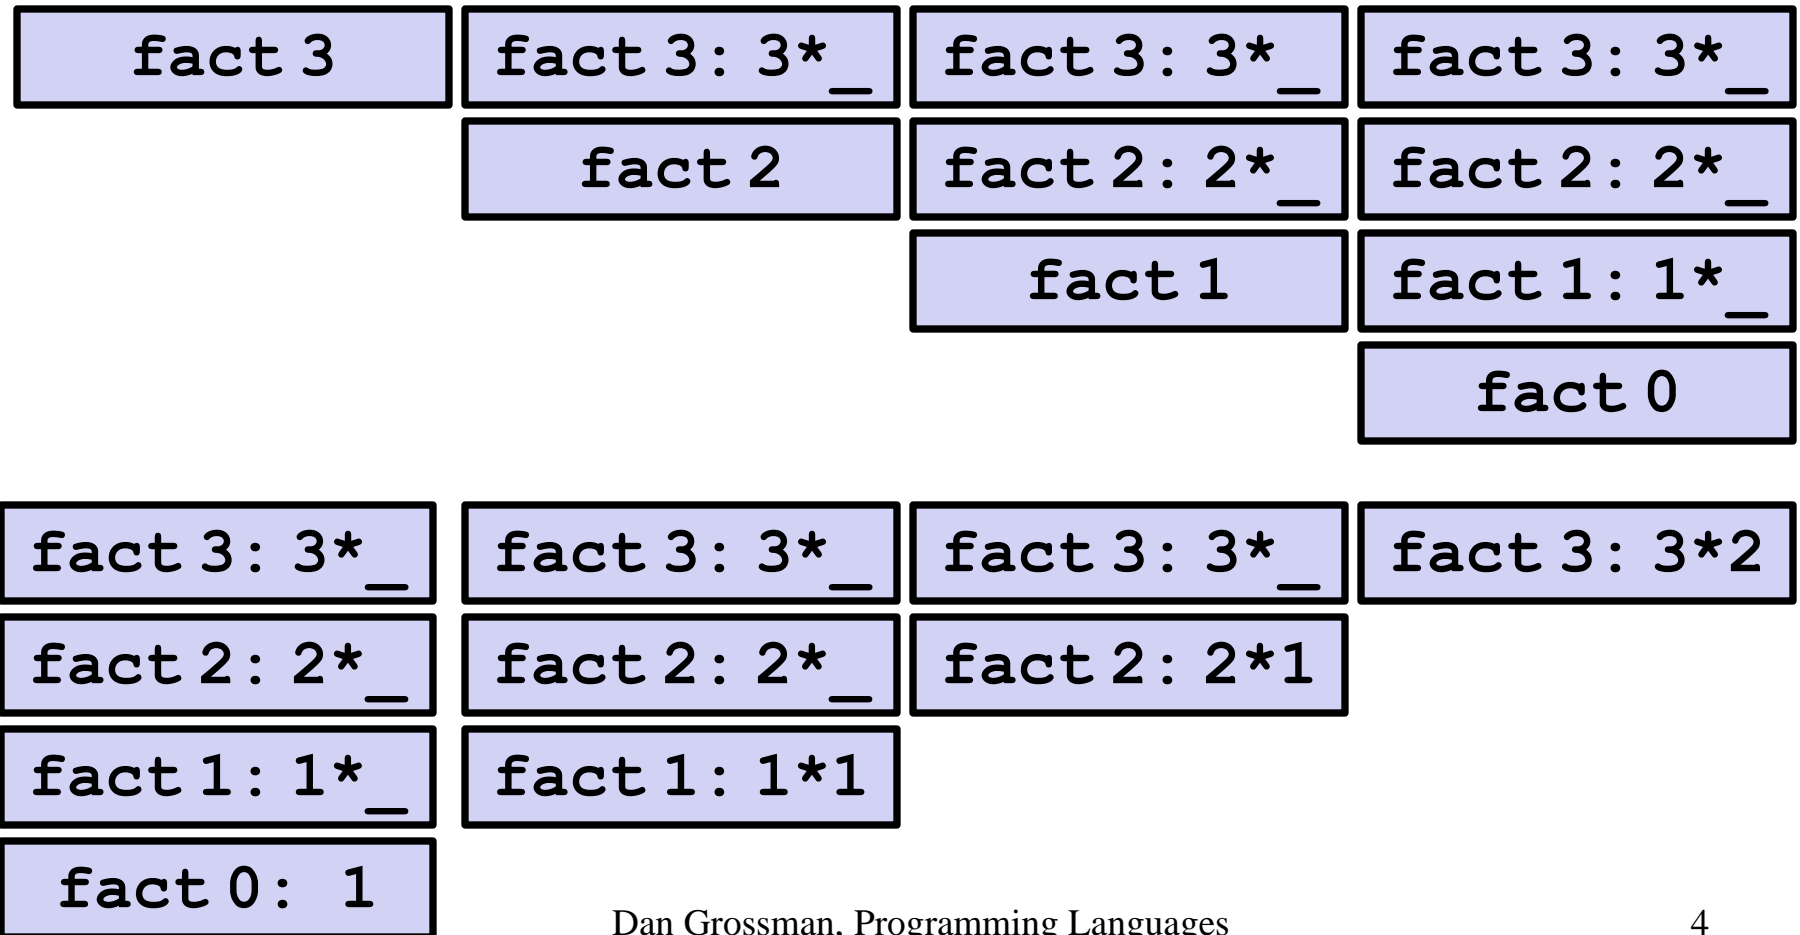 fact 3 fact 3: 3*_ fact 3: 3*_ fact 3: 3*_
fact 2 fact 2: 2*_ fact 2: 2*_
fact 1 fact 1: 1*_
fact 0
fact 3: 3*_ fact 3: 3*_ fact 3: 3*_ fact 3: 3*2
fact 2: 2*_ fact 2: 2*_ fact 2: 2*1
fact 1: 1*_ fact 1: 1*1
fact 0: 1
Dan Grossman, Programming Languages 4